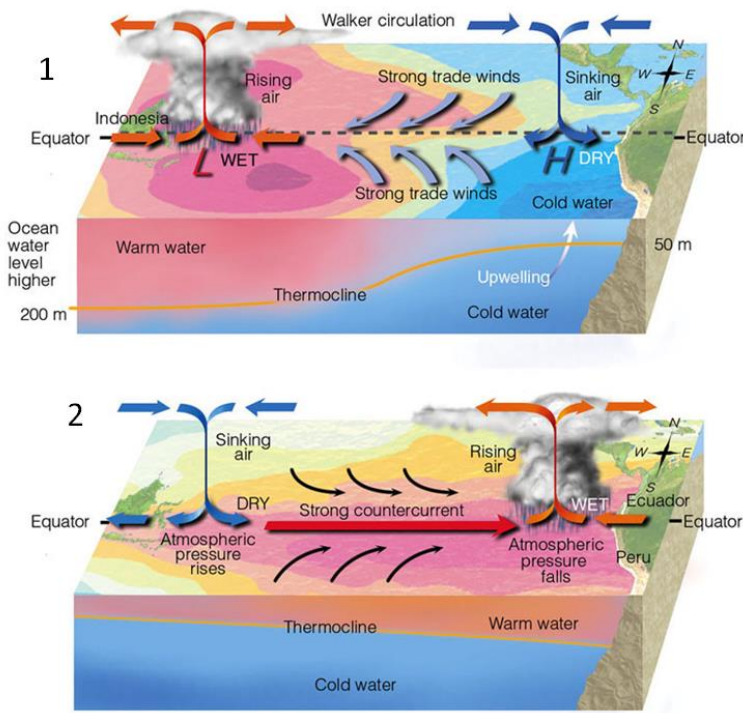 Walker circulation
1
Rising
air
Strong trade winds
Sinking
air
N
W E
S
Indonesia
Equator
L
WET
H
DRY
Equator
Strong trade winds
Cold water
Ocean
water
level
higher
Warm water
50 m
Upwelling
Thermocline
200 m
Cold water
2
Sinking
air
Rising
air
N
W E
S
DRY
WET
Ecuador
Strong countercurrent
Equator
Equator
Atmospheric
pressure
rises
Atmospheric
pressure
falls
Peru
Thermocline
Warm water
Cold water